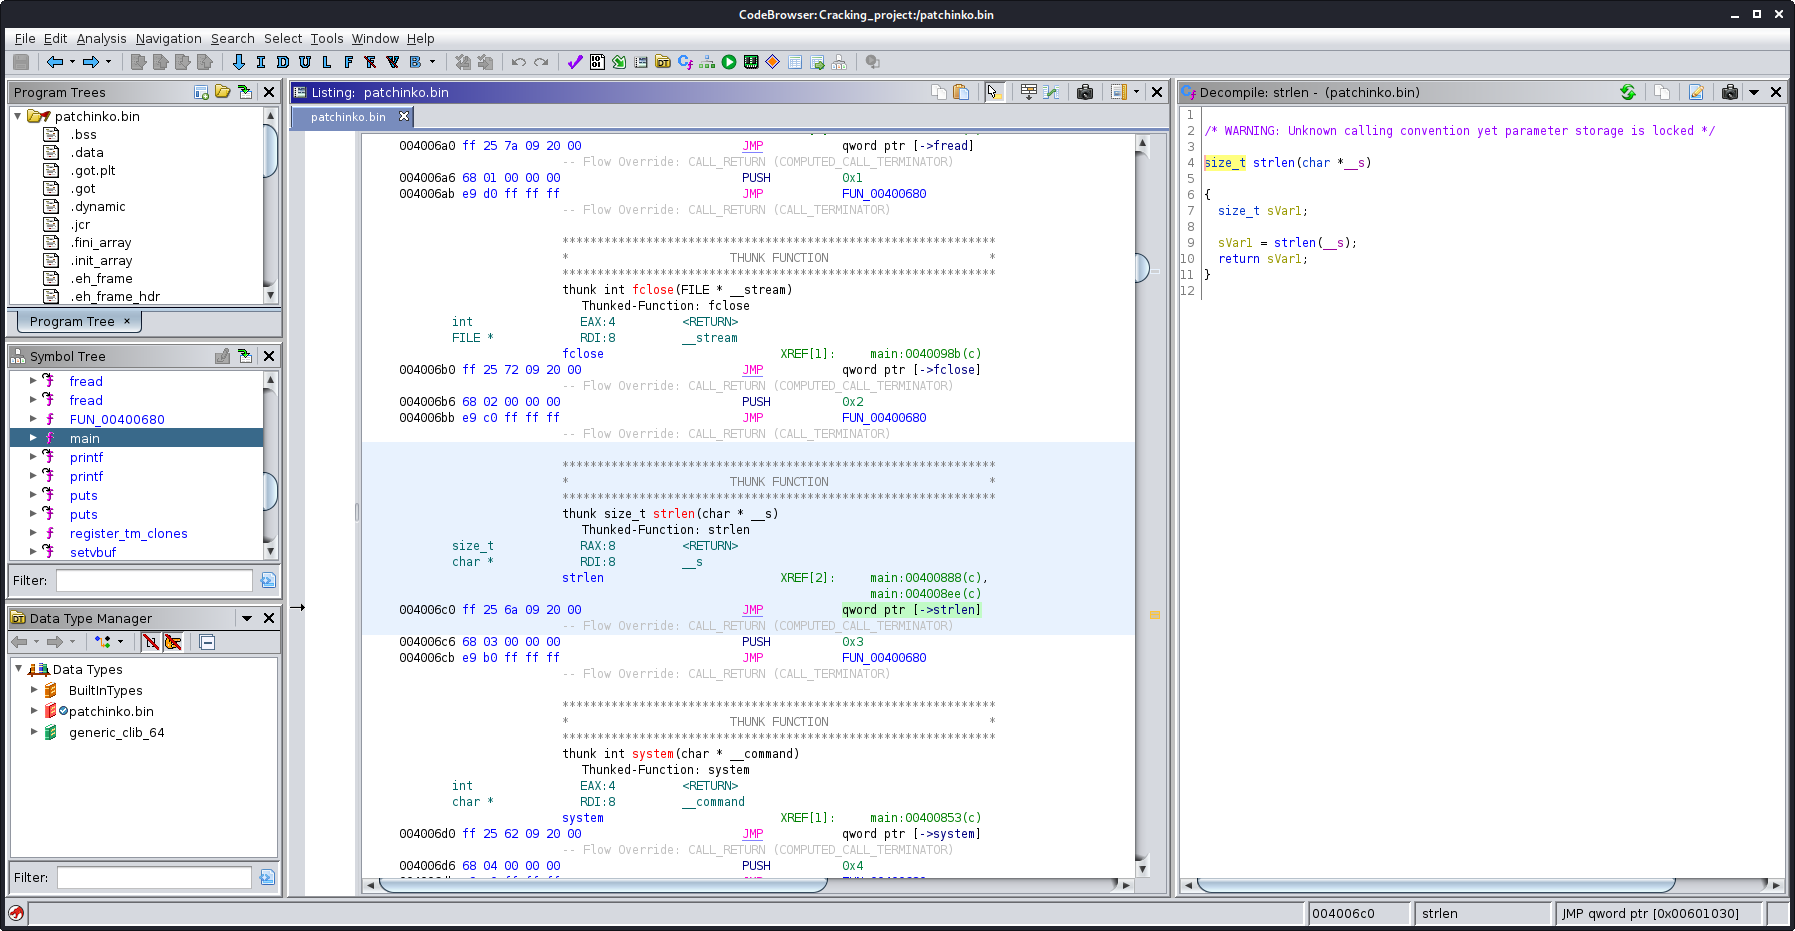 CodeBrowser: Cracking_project:/patchinko.bin
File Edit Analysis Navigation Search Select Tools Window Help
I D U L F F V B
Program Trees
patchinko.bin
.bss
.data
.got.plt
.got
.dynamic
.jcr
.fini_array
.init_array
.eh_frame
.eh_frame_hdr
Program Tree ×
Symbol Tree
fread
fread
FUN_00400680
main
printf
printf
puts
puts
register_tm_clones
setvbuf
Filter:
Data Type Manager
Data Types
BuiltInTypes
patchinko.bin
generic_clib_64
Filter:
Listing: patchinko.bin
patchinko.bin
004006a0 ff 25 7a 09 20 00 JMP qword ptr [->fread]
-- Flow Override: CALL_RETURN (COMPUTED_CALL_TERMINATOR)
004006a6 68 01 00 00 00 PUSH 0x1
004006ab e9 d0 ff ff ff JMP FUN_00400680
-- Flow Override: CALL_RETURN (CALL_TERMINATOR)
**************************************************************
* THUNK FUNCTION *
**************************************************************
thunk int fclose(FILE * __stream)
Thunked-Function: fclose
int EAX:4 <RETURN>
FILE * RDI:8 __stream
fclose XREF[1]: main:0040098b(c)
004006b0 ff 25 72 09 20 00 JMP qword ptr [->fclose]
-- Flow Override: CALL_RETURN (COMPUTED_CALL_TERMINATOR)
004006b6 68 02 00 00 00 PUSH 0x2
004006bb e9 c0 ff ff ff JMP FUN_00400680
-- Flow Override: CALL_RETURN (CALL_TERMINATOR)
**************************************************************
* THUNK FUNCTION *
**************************************************************
thunk size_t strlen(char * __s)
Thunked-Function: strlen
size_t RAX:8 <RETURN>
char * RDI:8 __s
strlen XREF[2]: main:00400888(c),
main:004008ee(c)
004006c0 ff 25 6a 09 20 00 JMP qword ptr [->strlen]
-- Flow Override: CALL_RETURN (COMPUTED_CALL_TERMINATOR)
004006c6 68 03 00 00 00 PUSH 0x3
004006cb e9 b0 ff ff ff JMP FUN_00400680
-- Flow Override: CALL_RETURN (CALL_TERMINATOR)
**************************************************************
* THUNK FUNCTION *
**************************************************************
thunk int system(char * __command)
Thunked-Function: system
int EAX:4 <RETURN>
char * RDI:8 __command
system XREF[1]: main:00400853(c)
004006d0 ff 25 62 09 20 00 JMP qword ptr [->system]
-- Flow Override: CALL_RETURN (COMPUTED_CALL_TERMINATOR)
004006d6 68 04 00 00 00 PUSH 0x4
Decompile: strlen - (patchinko.bin)
1
2 /* WARNING: Unknown calling convention yet parameter storage is locked */
3
4 size_t strlen(char *__s)
5
6 {
7 size_t sVar1;
8
9 sVar1 = strlen(__s);
10 return sVar1;
11 }
12
004006c0
strlen
JMP qword ptr [0x00601030]